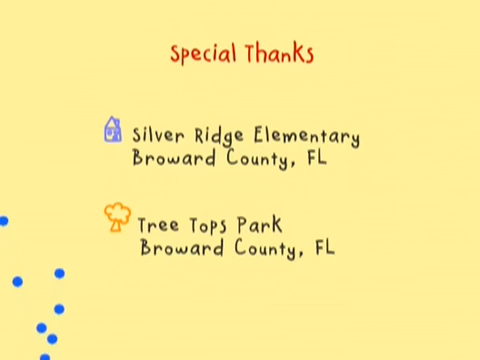 Special Thanks
Silver Ridge Elementary
Broward County, FL
Tree Tops Park
Broward County, FL